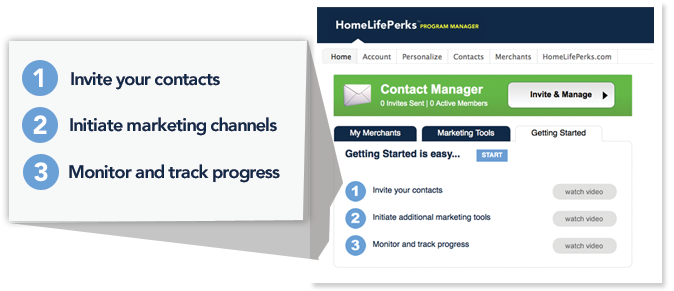 1 Invite your contacts
2 Initiate marketing channels
3 Monitor and track progress
HomeLifePerks PROGRAM MANAGER
Home Account Personalize Contacts Merchants HomeLifePerks.com
Contact Manager
0 Invites Sent | 0 Active Members
Invite & Manage
My Merchants Marketing Tools Getting Started
Getting Started is easy... START
1 Invite your contacts watch video
2 Initiate additional marketing tools watch video
3 Monitor and track progress watch video